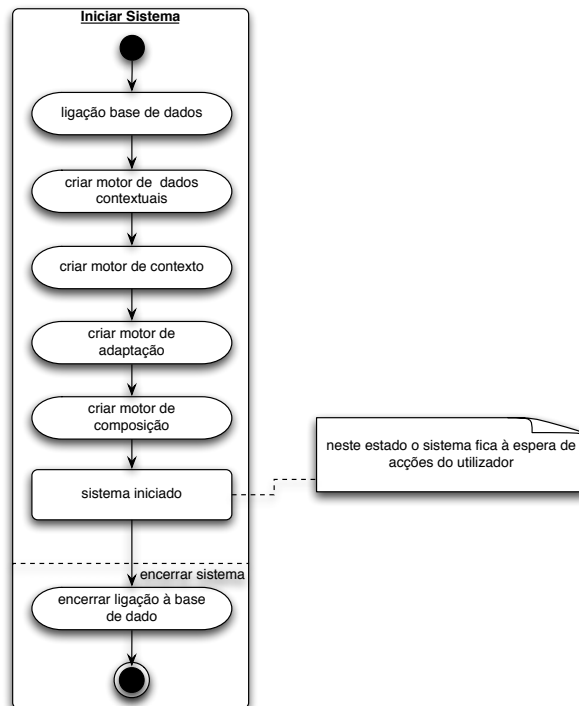 Iniciar Sistema
ligação base de dados
criar motor de dados
contextuais
criar motor de contexto
criar motor de
adaptação
criar motor de
composição
sistema iniciado
neste estado o sistema fica à espera de
acções do utilizador
encerrar sistema
encerrar ligação à base
de dado